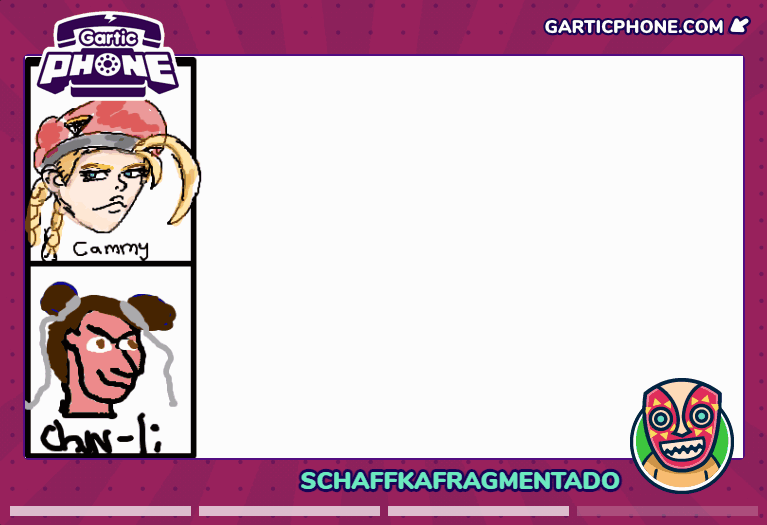 Gartic
PHONE
GARTICPHONE.COM
Cammy
Chun-li
SCHAFFKAFRAGMENTADO